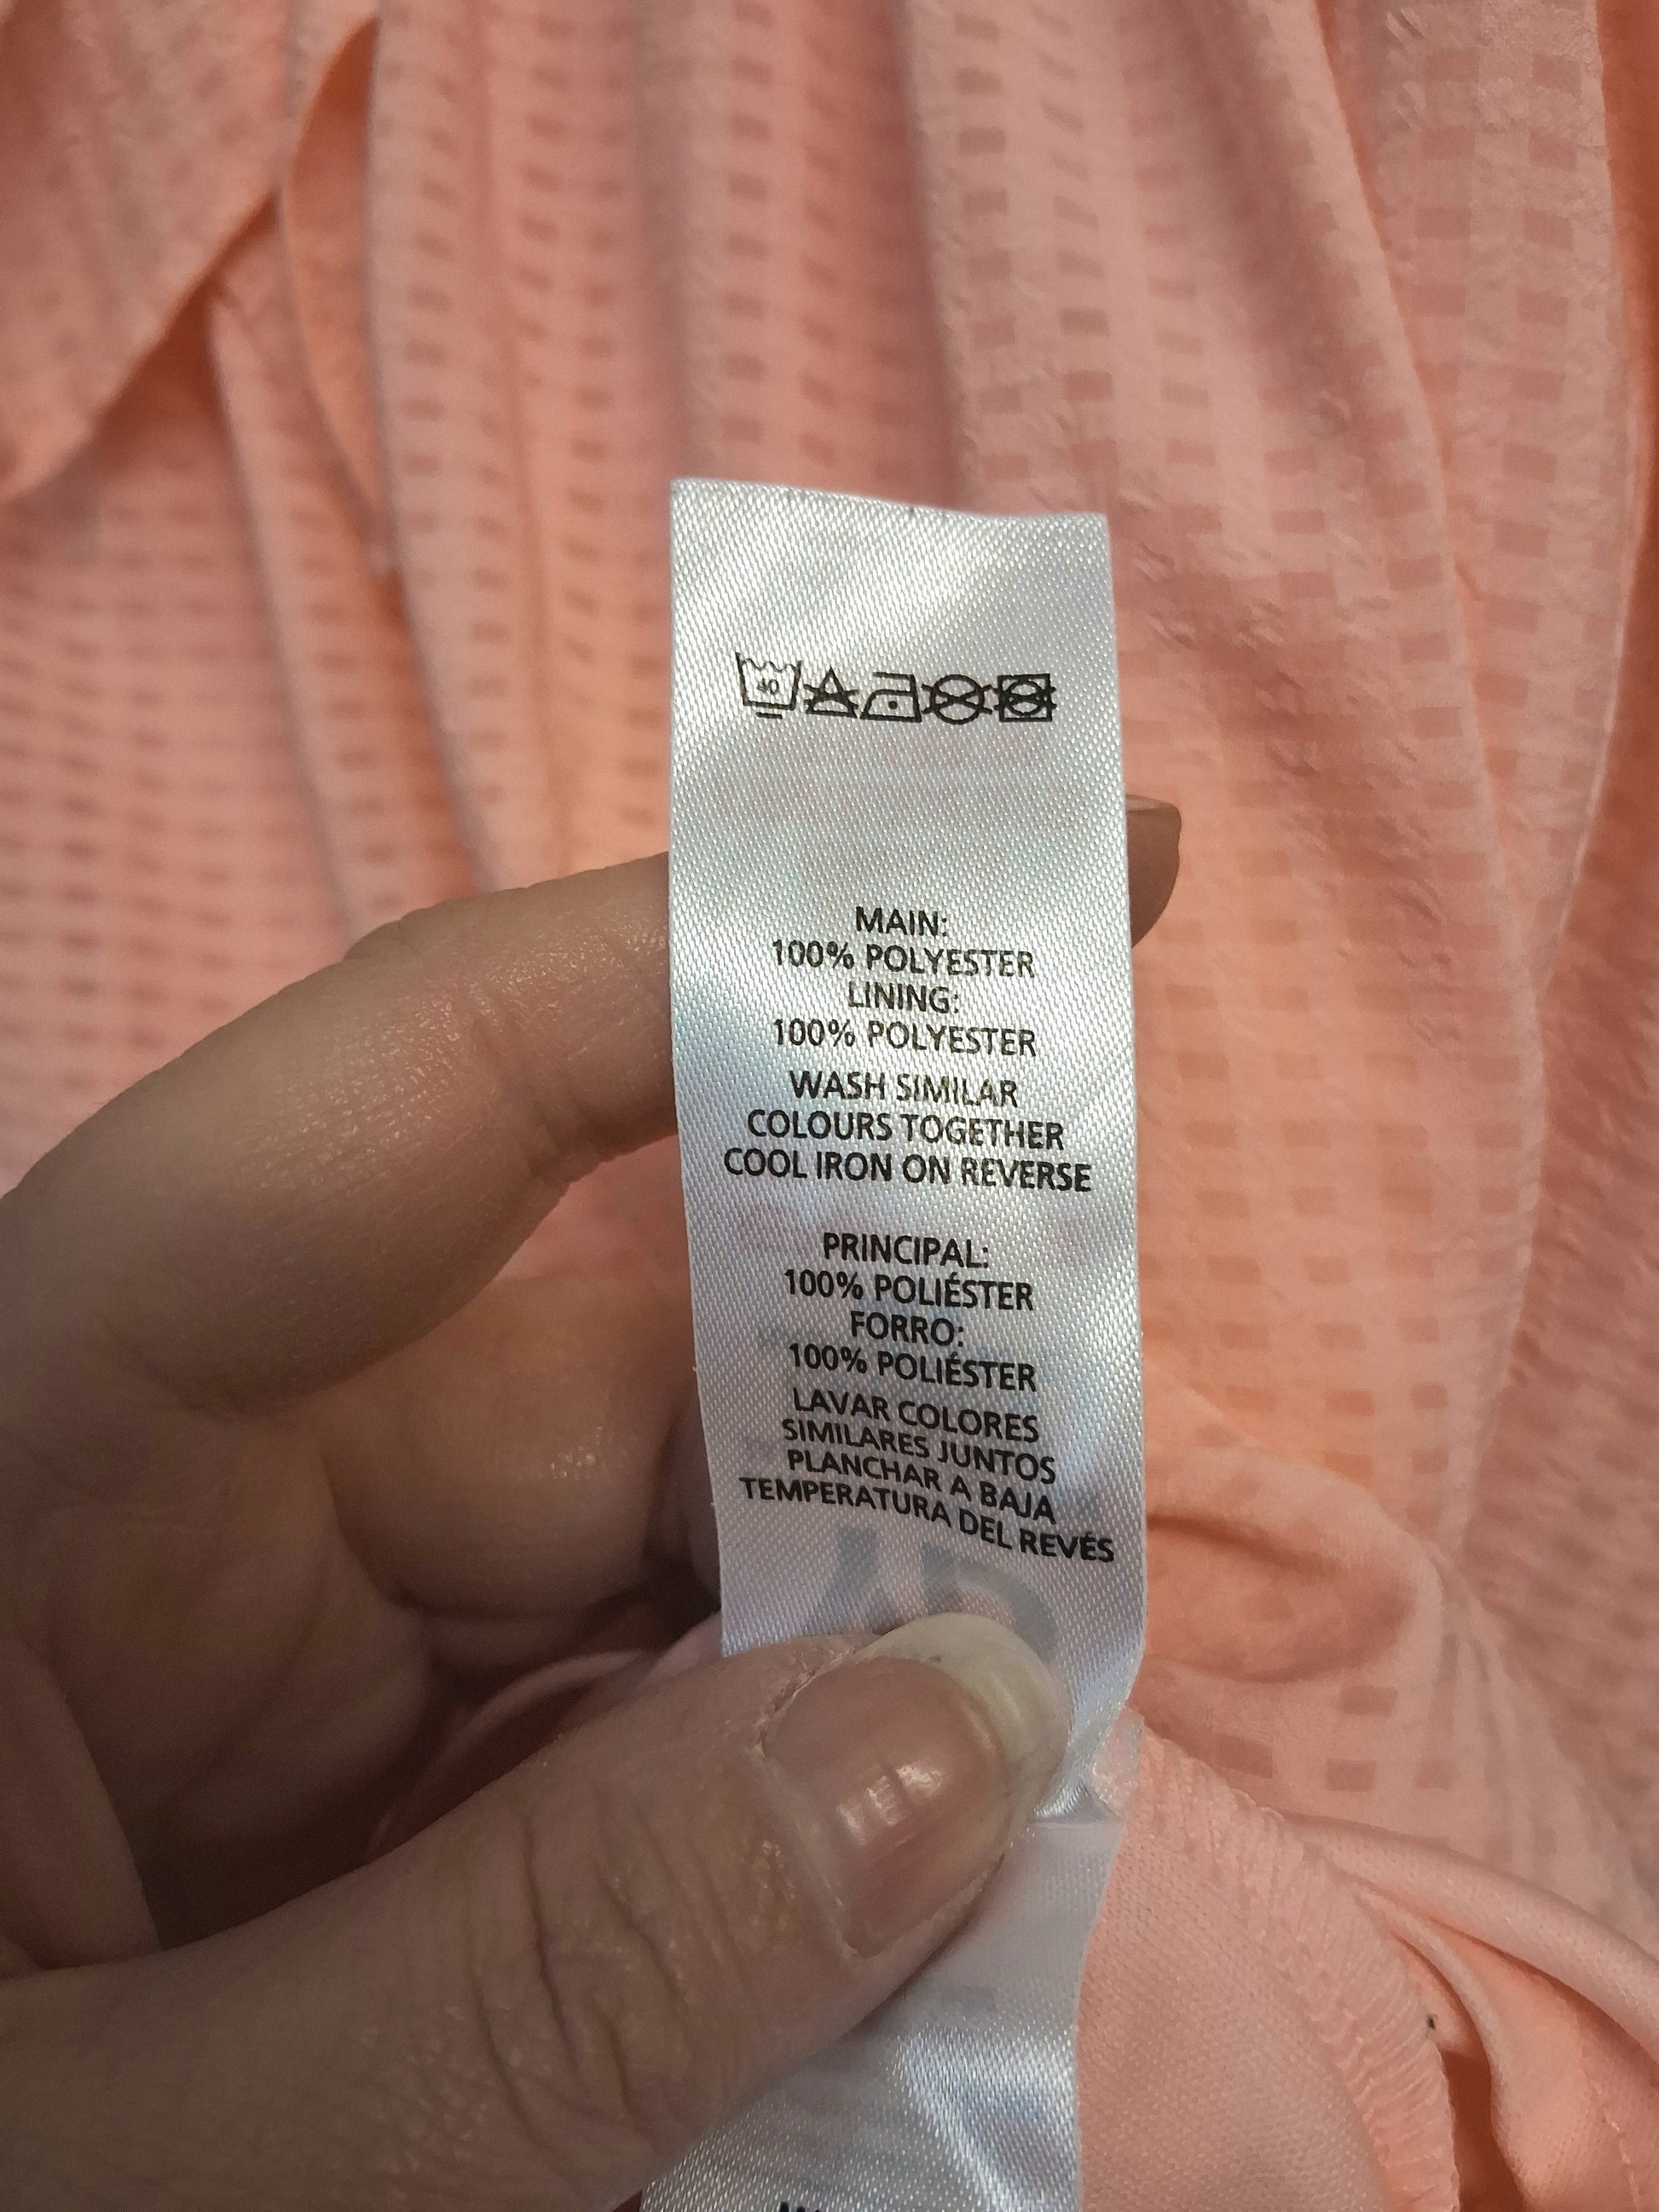 40
MAIN:
100% POLYESTER
LINING:
100% POLYESTER
WASH SIMILAR
COLOURS TOGETHER
COOL IRON ON REVERSE
PRINCIPAL:
100% POLIÉSTER
FORRO:
100% POLIÉSTER
LAVAR COLORES
SIMILARES JUNTOS
PLANCHAR A BAJA
TEMPERATURA DEL REVÉS